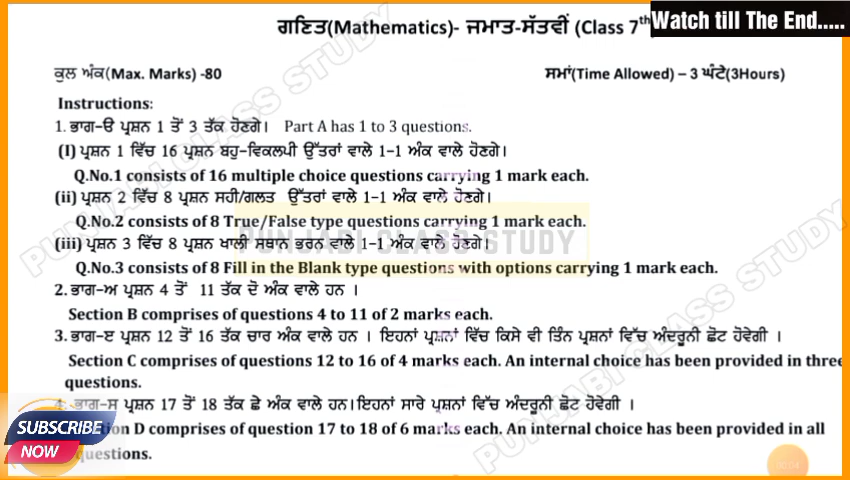 ਗਣਿਤ(Mathematics)- ਜਮਾਤ-ਸੱਤਵੀਂ (Class 7th
Watch till The End.....
ਕੁਲ ਅੰਕ(Max. Marks) -80
ਸਮਾਂ(Time Allowed) – 3 ਘੰਟੇ(3Hours)
Instructions:
1. ਭਾਗ-ੳ ਪ੍ਰਸ਼ਨ 1 ਤੋਂ 3 ਤੱਕ ਹੋਣਗੇ। Part A has 1 to 3 questions.
(I) ਪ੍ਰਸ਼ਨ 1 ਵਿੱਚ 16 ਪ੍ਰਸ਼ਨ ਬਹੁ-ਵਿਕਲਪੀ ਉੱਤਰਾਂ ਵਾਲੇ 1-1 ਅੰਕ ਵਾਲੇ ਹੋਣਗੇ।
Q.No.1 consists of 16 multiple choice questions carrying 1 mark each.
(ii) ਪ੍ਰਸ਼ਨ 2 ਵਿੱਚ 8 ਪ੍ਰਸ਼ਨ ਸਹੀ/ਗਲਤ ਉੱਤਰਾਂ ਵਾਲੇ 1-1 ਅੰਕ ਵਾਲੇ ਹੋਣਗੇ।
Q.No.2 consists of 8 True/False type questions carrying 1 mark each.
(iii) ਪ੍ਰਸ਼ਨ 3 ਵਿੱਚ 8 ਪ੍ਰਸ਼ਨ ਖਾਲੀ ਸਥਾਨ ਭਰਨ ਵਾਲੇ 1-1 ਅੰਕ ਵਾਲੇ ਹੋਣਗੇ।
Q.No.3 consists of 8 Fill in the Blank type questions with options carrying 1 mark each.
2. ਭਾਗ-ਅ ਪ੍ਰਸ਼ਨ 4 ਤੋਂ 11 ਤੱਕ ਦੋ ਅੰਕ ਵਾਲੇ ਹਨ ।
Section B comprises of questions 4 to 11 of 2 marks each.
3. ਭਾਗ-ੲ ਪ੍ਰਸ਼ਨ 12 ਤੋਂ 16 ਤੱਕ ਚਾਰ ਅੰਕ ਵਾਲੇ ਹਨ । ਇਹਨਾਂ ਪ੍ਰਸ਼ਨਾਂ ਵਿੱਚ ਕਿਸੇ ਵੀ ਤਿੰਨ ਪ੍ਰਸ਼ਨਾਂ ਵਿੱਚ ਅੰਦਰੂਨੀ ਛੋਟ ਹੋਵੇਗੀ ।
Section C comprises of questions 12 to 16 of 4 marks each. An internal choice has been provided in three
questions.
4. ਭਾਗ-ਸ ਪ੍ਰਸ਼ਨ 17 ਤੋਂ 18 ਤੱਕ ਛੇ ਅੰਕ ਵਾਲੇ ਹਨ।ਇਹਨਾਂ ਸਾਰੇ ਪ੍ਰਸ਼ਨਾਂ ਵਿੱਚ ਅੰਦਰੂਨੀ ਛੋਟ ਹੋਵੇਗੀ ।
D comprises of question 17 to 18 of 6 marks each. An internal choice has been provided in all
questions.
SUBSCRIBE
NOW
PUNJABI CLASS STUDY
PUNJABI CLASS STUDY
PUNJABI CLASS STUDY
00:04